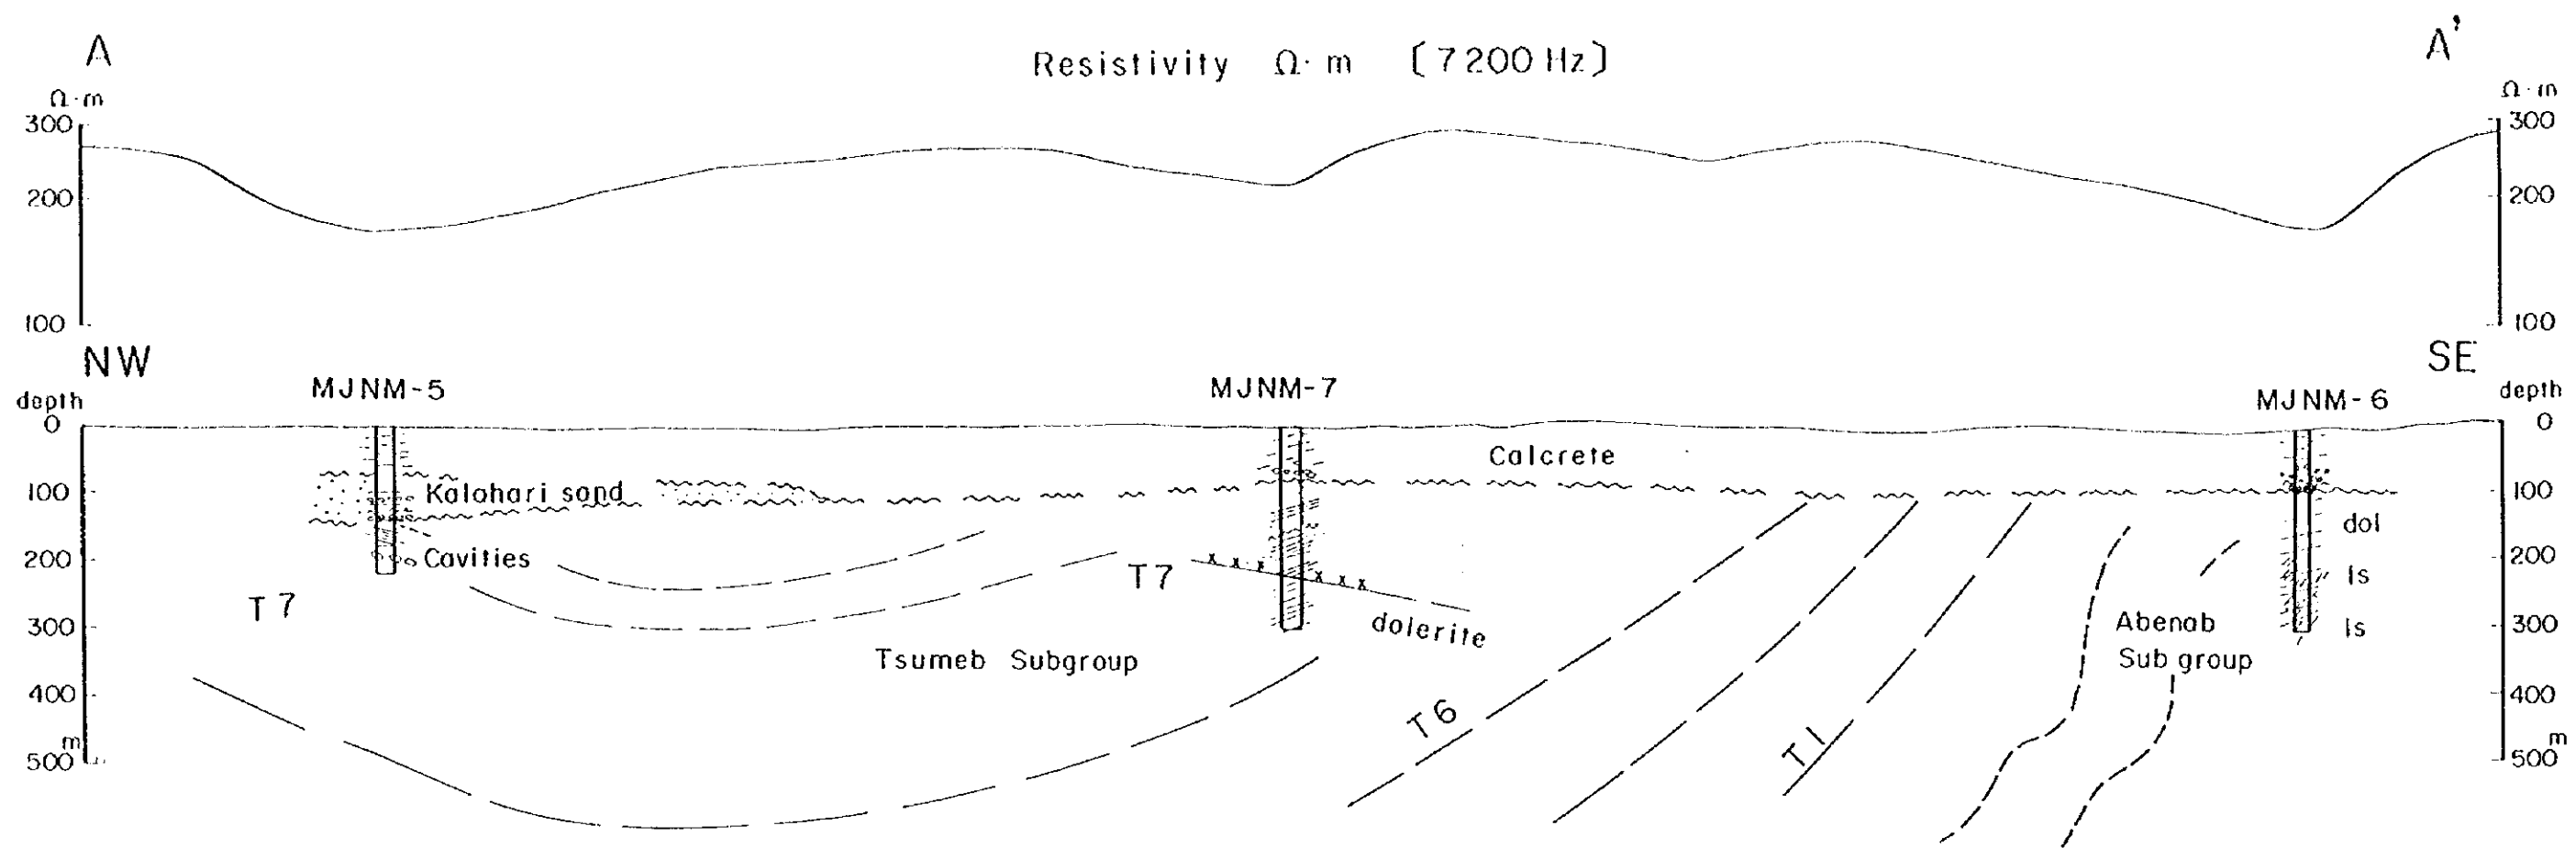 A
A'
Resistivity Ω·m [7200 Hz]
Ω·m
Ω·m
300
300
200
200
100
100
NW
SE
MJNM-5
MJNM-7
MJNM-6
depth
depth
0
0
Calcrete
100
Kalahari sand
100
dol
200
Cavities
T7
200
ls
T7
300
dolerite
Abenab
300
ls
Tsumeb Subgroup
Sub group
400
T6
400
m
T1
m
500
500